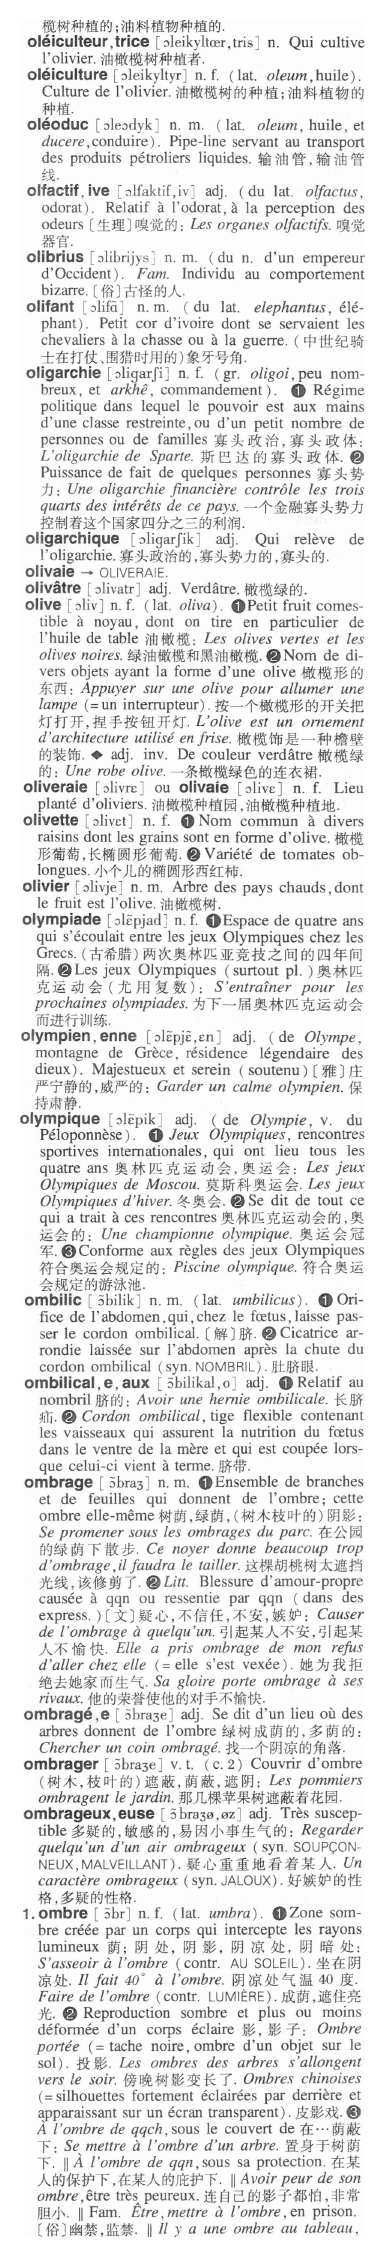 榄树种植的;油料植物种植的.
oléiculteur,trice [ɔleikyltœr,tris] n. Qui cultive
l'olivier. 油橄榄树种植者.
oléiculture [ɔleikyltyr] n. f. (lat. oleum,huile).
Culture de l'olivier. 油橄榄树的种植;油料植物的
种植.
oléoduc [ɔleɔdyk] n. m. (lat. oleum, huile, et
ducere,conduire). Pipe-line servant au transport
des produits pétroliers liquides. 输油管,输油管
线.
olfactif,ive [ɔlfaktif,iv] adj. (du lat. olfactus,
odorat). Relatif à l'odorat,à la perception des
odeurs〔生理〕嗅觉的: Les organes olfactifs. 嗅觉
器官.
olibrius [ɔlibrijys] n. m. (du n. d'un empereur
d'Occident). Fam. Individu au comportement
bizarre.〔俗〕古怪的人.
olifant [ɔlifɑ̃] n. m. (du lat. elephantus, élé-
phant). Petit cor d'ivoire dont se servaient les
chevaliers à la chasse ou à la guerre. (中世纪骑
士在打仗、围猎时用的)象牙号角.
oligarchie [ɔligarʃi] n. f. (gr. oligoi,peu nom-
breux, et arkhê, commandement). ❶ Régime
politique dans lequel le pouvoir est aux mains
d'une classe restreinte,ou d'un petit nombre de
personnes ou de familles 寡头政治,寡头政体:
L'oligarchie de Sparte. 斯巴达的寡头政体. ❷
Puissance de fait de quelques personnes 寡头势
力: Une oligarchie financière contrôle les trois
quarts des intérêts de ce pays. 一个金融寡头势力
控制着这个国家四分之三的利润.
oligarchique [ɔligarʃik] adj. Qui relève de
l'oligarchie. 寡头政治的,寡头势力的,寡头的.
olivaie → OLIVERAIE.
olivâtre [ɔlivatr] adj. Verdâtre. 橄榄绿的.
olive [ɔliv] n. f. (lat. oliva). ❶Petit fruit comes-
tible à noyau, dont on tire en particulier de
l'huile de table 油橄榄: Les olives vertes et les
olives noires. 绿油橄榄和黑油橄榄. ❷Nom de di-
vers objets ayant la forme d'une olive 橄榄形的
东西: Appuyer sur une olive pour allumer une
lampe (=un interrupteur). 按一个橄榄形的开关把
灯打开,捏手按钮开灯. L'olive est un ornement
d'architecture utilisé en frise. 橄榄饰是一种檐壁
的装饰. ◆ adj. inv. De couleur verdâtre 橄榄绿
的: Une robe olive. 一条橄榄绿色的连衣裙.
oliveraie [ɔlivrɛ] ou olivaie [ɔlivɛ] n. f. Lieu
planté d'oliviers. 油橄榄种植园,油橄榄种植地.
olivette [ɔlivɛt] n. f. ❶ Nom commun à divers
raisins dont les grains sont en forme d'olive. 橄榄
形葡萄,长椭圆形葡萄. ❷ Variété de tomates ob-
longues. 小个儿的椭圆形西红柿.
olivier [ɔlivje] n. m. Arbre des pays chauds,dont
le fruit est l'olive. 油橄榄树.
olympiade [ɔlɛ̃pjad] n. f. ❶Espace de quatre ans
qui s'écoulait entre les jeux Olympiques chez les
Grecs. (古希腊)两次奥林匹亚竞技之间的四年间
隔. ❷Les jeux Olympiques (surtout pl. )奥林匹
克运动会(尤用复数): S'entraîner pour les
prochaines olympiades. 为下一届奥林匹克运动会
而进行训练.
olympien,enne [ɔlɛ̃pjɛ̃,ɛn] adj. (de Olympe,
montagne de Grèce, résidence légendaire des
dieux). Majestueux et serein (soutenu)〔雅〕庄
严宁静的,威严的: Garder un calme olympien. 保
持肃静.
olympique [ɔlɛ̃pik] adj. (de Olympie, v. du
Péloponnèse). ❶ Jeux Olympiques, rencontres
sportives internationales, qui ont lieu tous les
quatre ans 奥林匹克运动会,奥运会: Les jeux
Olympiques de Moscou. 莫斯科奥运会. Les jeux
Olympiques d'hiver. 冬奥会. ❷Se dit de tout ce
qui a trait à ces rencontres 奥林匹克运动会的,奥
运会的: Une championne olympique. 奥运会冠
军. ❸Conforme aux règles des jeux Olympiques
符合奥运会规定的: Piscine olympique. 符合奥运
会规定的游泳池.
ombilic [ɔ̃bilik] n. m. (lat. umbilicus). ❶ Ori-
fice de l'abdomen,qui,chez le fœtus,laisse pas-
ser le cordon ombilical.〔解〕脐. ❷ Cicatrice ar-
rondie laissée sur l'abdomen après la chute du
cordon ombilical (syn. NOMBRIL). 肚脐眼.
ombilical,e,aux [ɔ̃bilikal,o] adj. ❶ Relatif au
nombril 脐的: Avoir une hernie ombilicale. 长脐
疝. ❷ Cordon ombilical, tige flexible contenant
les vaisseaux qui assurent la nutrition du fœtus
dans le ventre de la mère et qui est coupée lors-
que celui-ci vient à terme. 脐带.
ombrage [ɔ̃braʒ] n. m. ❶Ensemble de branches
et de feuilles qui donnent de l'ombre; cette
ombre elle-même 树荫,绿荫,(树木枝叶的)阴影:
Se promener sous les ombrages du parc. 在公园
的绿荫下散步. Ce noyer donne beaucoup trop
d'ombrage,il faudra le tailler. 这棵胡桃树太遮挡
光线,该修剪了. ❷Litt. Blessure d'amour-propre
causée à qqn ou ressentie par qqn (dans des
express. )〔文〕疑心,不信任,不安,嫉妒: Causer
de l'ombrage à quelqu'un. 引起某人不安,引起某
人不愉快. Elle a pris ombrage de mon refus
d'aller chez elle (=elle s'est vexée). 她为我拒
绝去她家而生气. Sa gloire porte ombrage à ses
rivaux. 他的荣誉使他的对手不愉快.
ombragé,e [ɔ̃braʒe] adj. Se dit d'un lieu où des
arbres donnent de l'ombre 绿树成荫的,多荫的:
Chercher un coin ombragé. 找一个阴凉的角落.
ombrager [ɔ̃braʒe] v. t. (c. 2) Couvrir d'ombre
(树木,枝叶的)遮蔽,荫蔽,遮阴: Les pommiers
ombragent le jardin. 那几棵苹果树遮蔽着花园.
ombrageux,euse [ɔ̃braʒø,øz] adj. Très suscep-
tible 多疑的,敏感的,易因小事生气的: Regarder
quelqu'un d'un air ombrageux (syn. SOUPÇON-
NEUX,MALVEILLANT). 疑心重重地看着某人. Un
caractère ombrageux (syn. JALOUX). 好嫉妒的性
格,多疑的性格.
1. ombre [ɔ̃br] n. f. (lat. umbra). ❶Zone som-
bre créée par un corps qui intercepte les rayons
lumineux 荫; 阴处, 阴影, 阴凉处, 阴暗处:
S'asseoir à l'ombre (contr. AU SOLEIL). 坐在阴
凉处. Il fait 40° à l'ombre. 阴凉处气温 40 度.
Faire de l'ombre (contr. LUMIÈRE). 成荫,遮住亮
光. ❷ Reproduction sombre et plus ou moins
déformée d'un corps éclairé 影,影子: Ombre
portée (=tache noire,ombre d'un objet sur le
sol). 投影. Les ombres des arbres s'allongent
vers le soir. 傍晚树影变长了. Ombres chinoises
(=silhouettes fortement éclairées par derrière et
apparaissant sur un écran transparent). 皮影戏. ❸
A l'ombre de qqch,sous le couvert de 在…荫蔽
下: Se mettre à l'ombre d'un arbre. 置身于树荫
下. ‖ À l'ombre de qqn,sous sa protection. 在某
人的保护下,在某人的庇护下. ‖ Avoir peur de son
ombre,être très peureux. 连自己的影子都怕,非常
胆小. ‖ Fam. Être,mettre à l'ombre,en prison.
〔俗〕幽禁,监禁. ‖ Il y a une ombre au tableau,